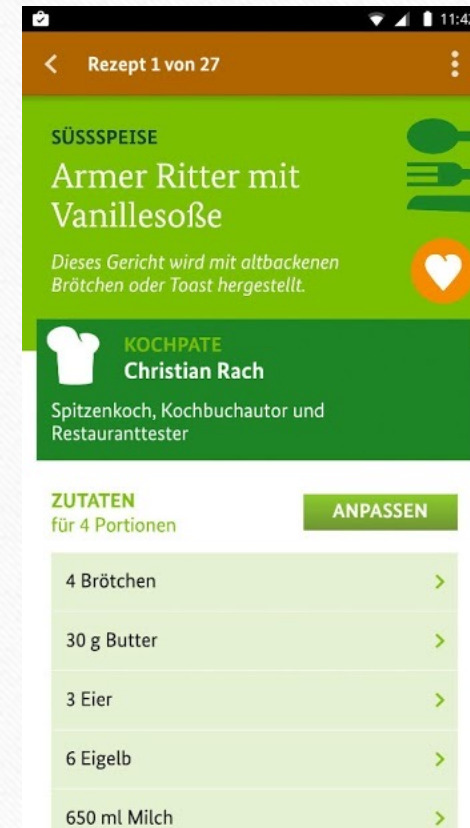 11:42
Rezept 1 von 27
SÜSSSPEISE
Armer Ritter mit
Vanillesoße
Dieses Gericht wird mit altbackenen
Brötchen oder Toast hergestellt.
KOCHPATE
Christian Rach
Spitzenkoch, Kochbuchautor und
Restauranttester
ZUTATEN
für 4 Portionen
ANPASSEN
4 Brötchen
30 g Butter
3 Eier
6 Eigelb
650 ml Milch